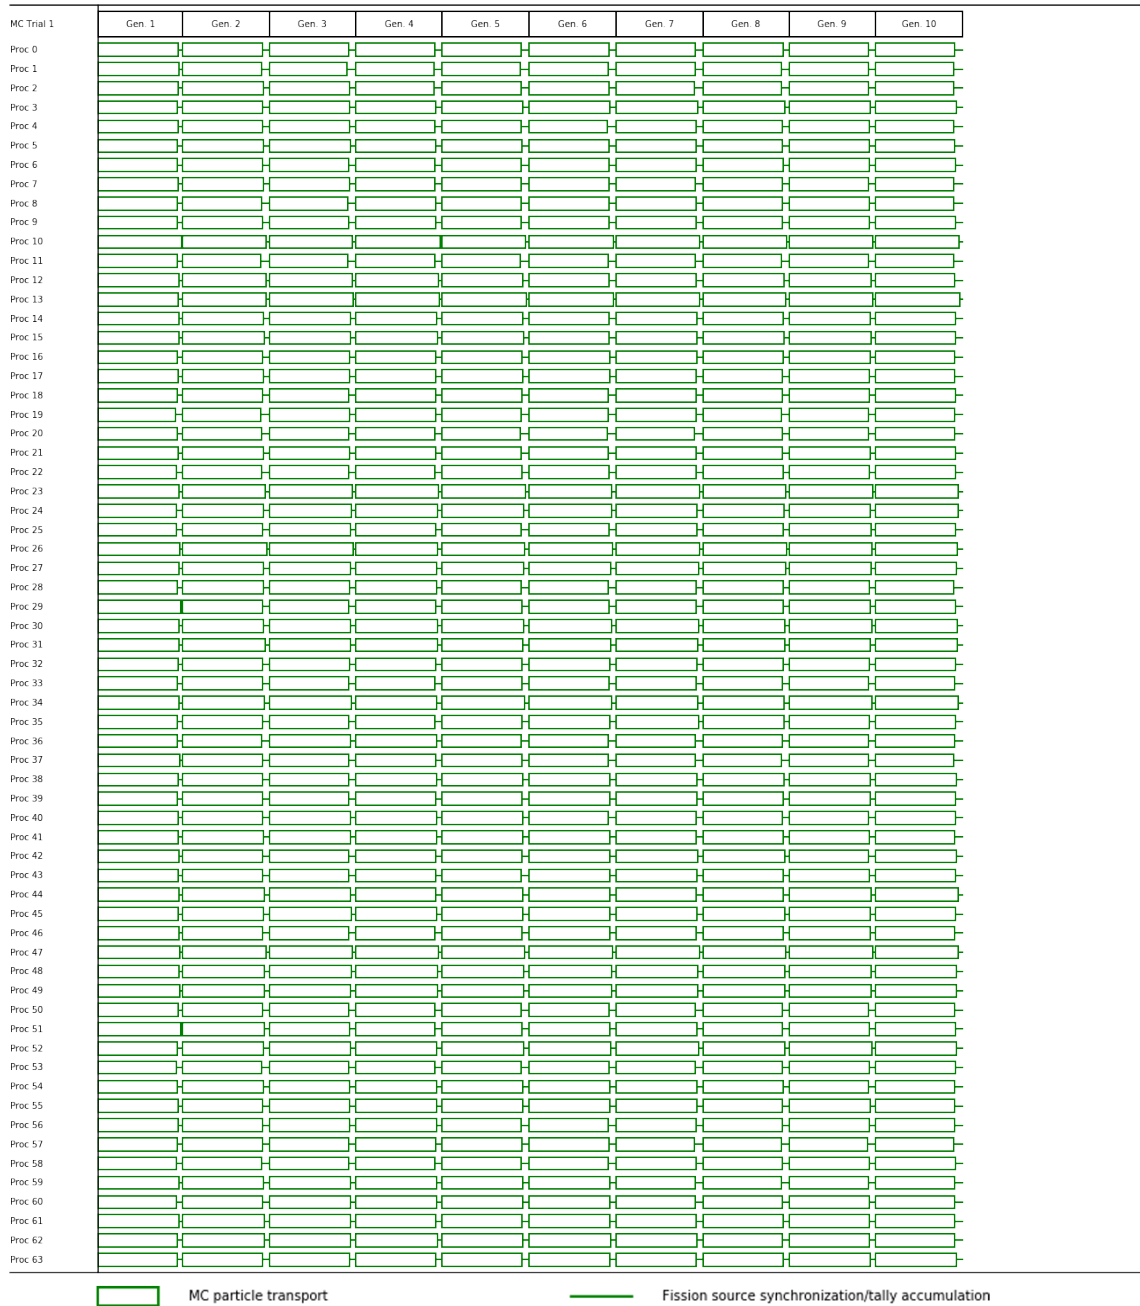 MC Trial 1 Gen. 1 Gen. 2 Gen. 3 Gen. 4 Gen. 5 Gen. 6 Gen. 7 Gen. 8 Gen. 9 Gen. 10
Proc 0
Proc 1
Proc 2
Proc 3
Proc 4
Proc 5
Proc 6
Proc 7
Proc 8
Proc 9
Proc 10
Proc 11
Proc 12
Proc 13
Proc 14
Proc 15
Proc 16
Proc 17
Proc 18
Proc 19
Proc 20
Proc 21
Proc 22
Proc 23
Proc 24
Proc 25
Proc 26
Proc 27
Proc 28
Proc 29
Proc 30
Proc 31
Proc 32
Proc 33
Proc 34
Proc 35
Proc 36
Proc 37
Proc 38
Proc 39
Proc 40
Proc 41
Proc 42
Proc 43
Proc 44
Proc 45
Proc 46
Proc 47
Proc 48
Proc 49
Proc 50
Proc 51
Proc 52
Proc 53
Proc 54
Proc 55
Proc 56
Proc 57
Proc 58
Proc 59
Proc 60
Proc 61
Proc 62
Proc 63
MC particle transport Fission source synchronization/tally accumulation